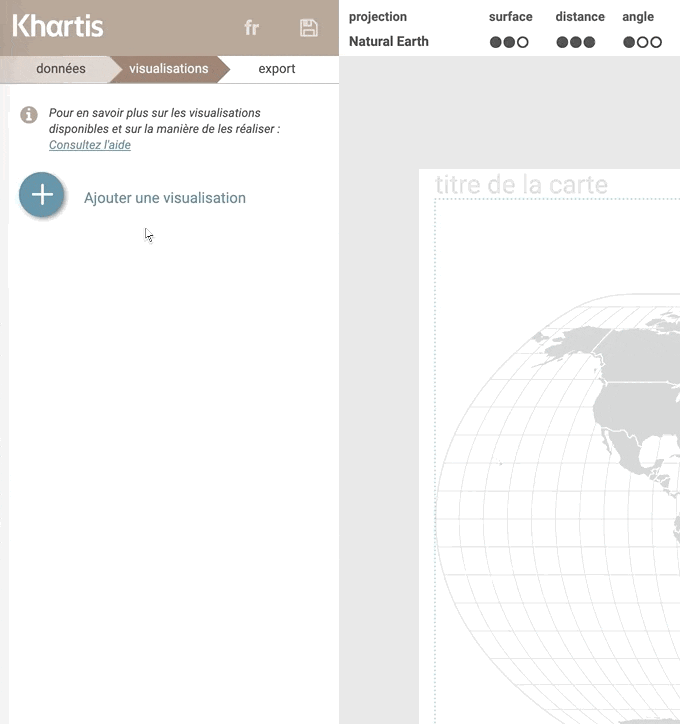 Khartis
fr
données
visualisations
export
Pour en savoir plus sur les visualisations
disponibles et sur la manière de les réaliser :
Consultez l'aide
Ajouter une visualisation
projection
surface
distance
angle
Natural Earth
titre de la carte